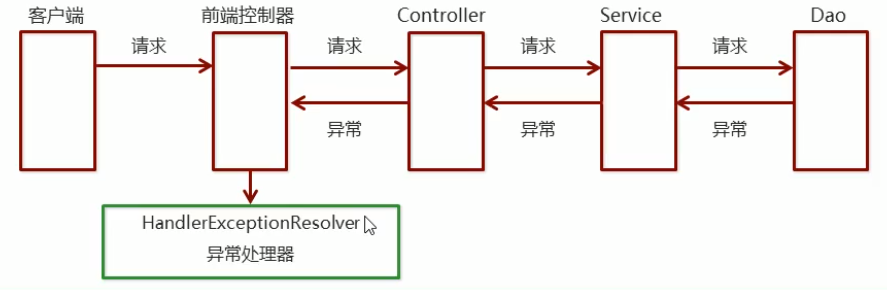 客户端
前端控制器
Controller
Service
Dao
请求
请求
请求
请求
异常
异常
异常
HandlerExceptionResolver
异常处理器